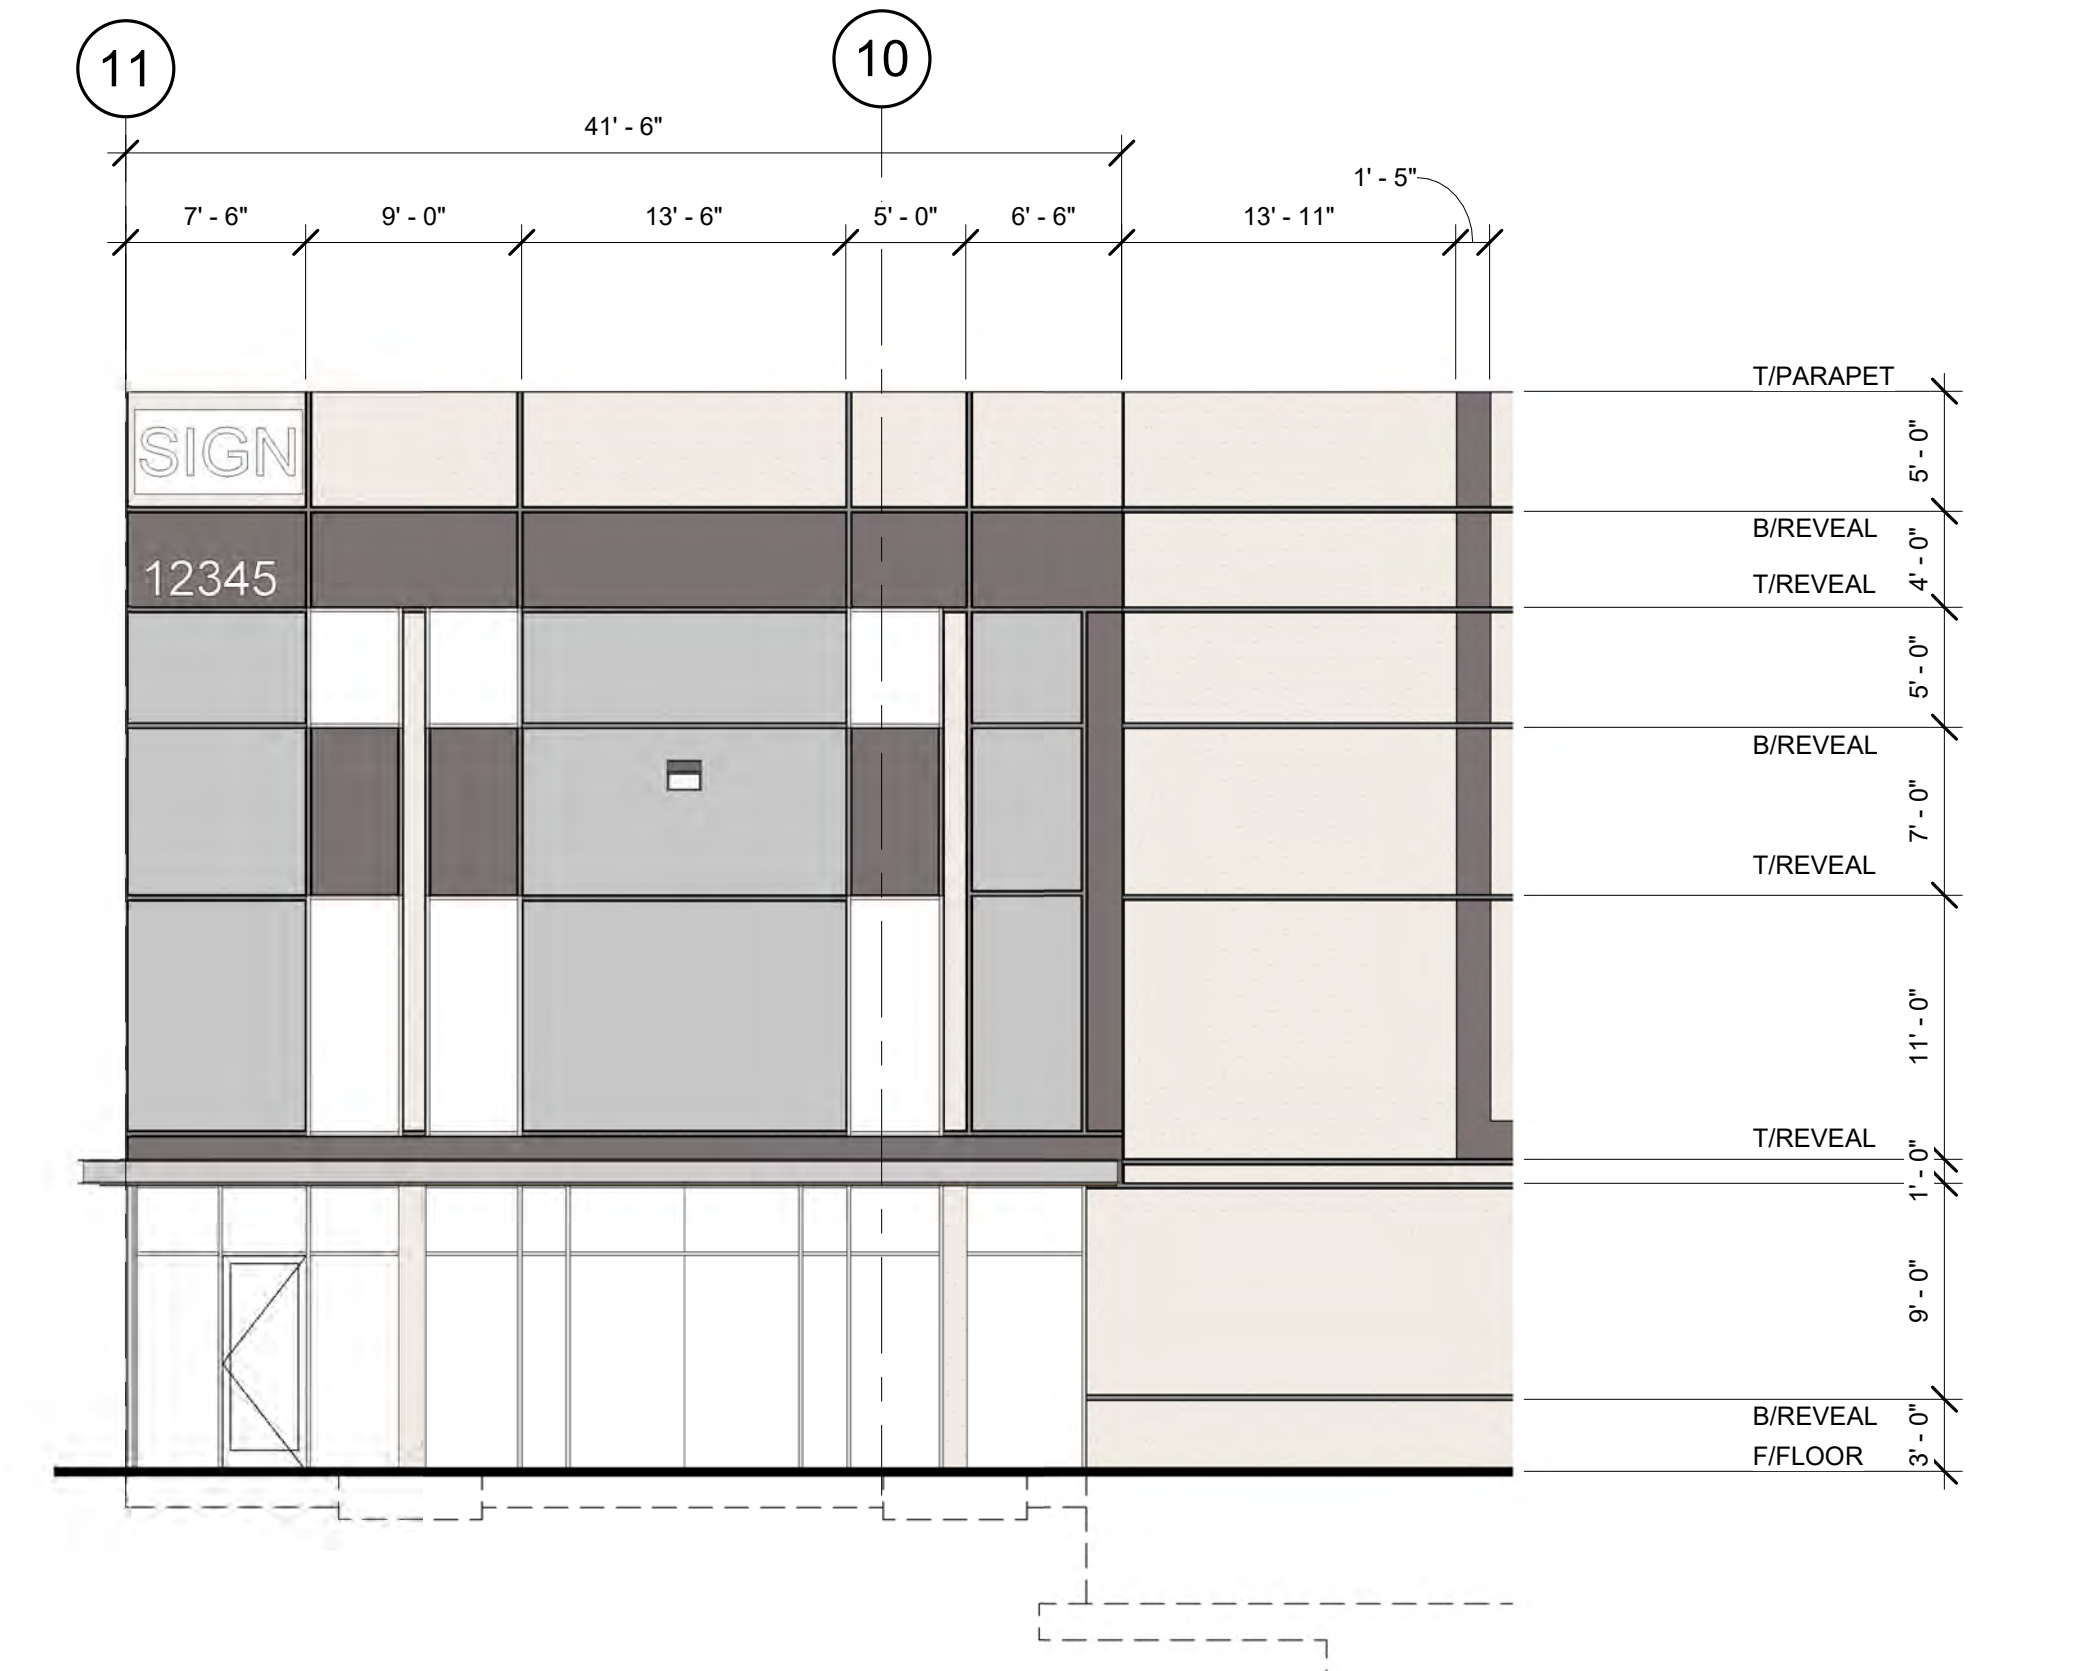 11
10
41' - 6"
1' - 5"
7' - 6"
9' - 0"
13' - 6"
5' - 0"
6' - 6"
13' - 11"
T/PARAPET
5' - 0"
SIGN
B/REVEAL
4' - 0"
12345
T/REVEAL
5' - 0"
B/REVEAL
7' - 0"
T/REVEAL
11' - 0"
T/REVEAL
1' - 0"
9' - 0"
B/REVEAL
3' - 0"
F/FLOOR